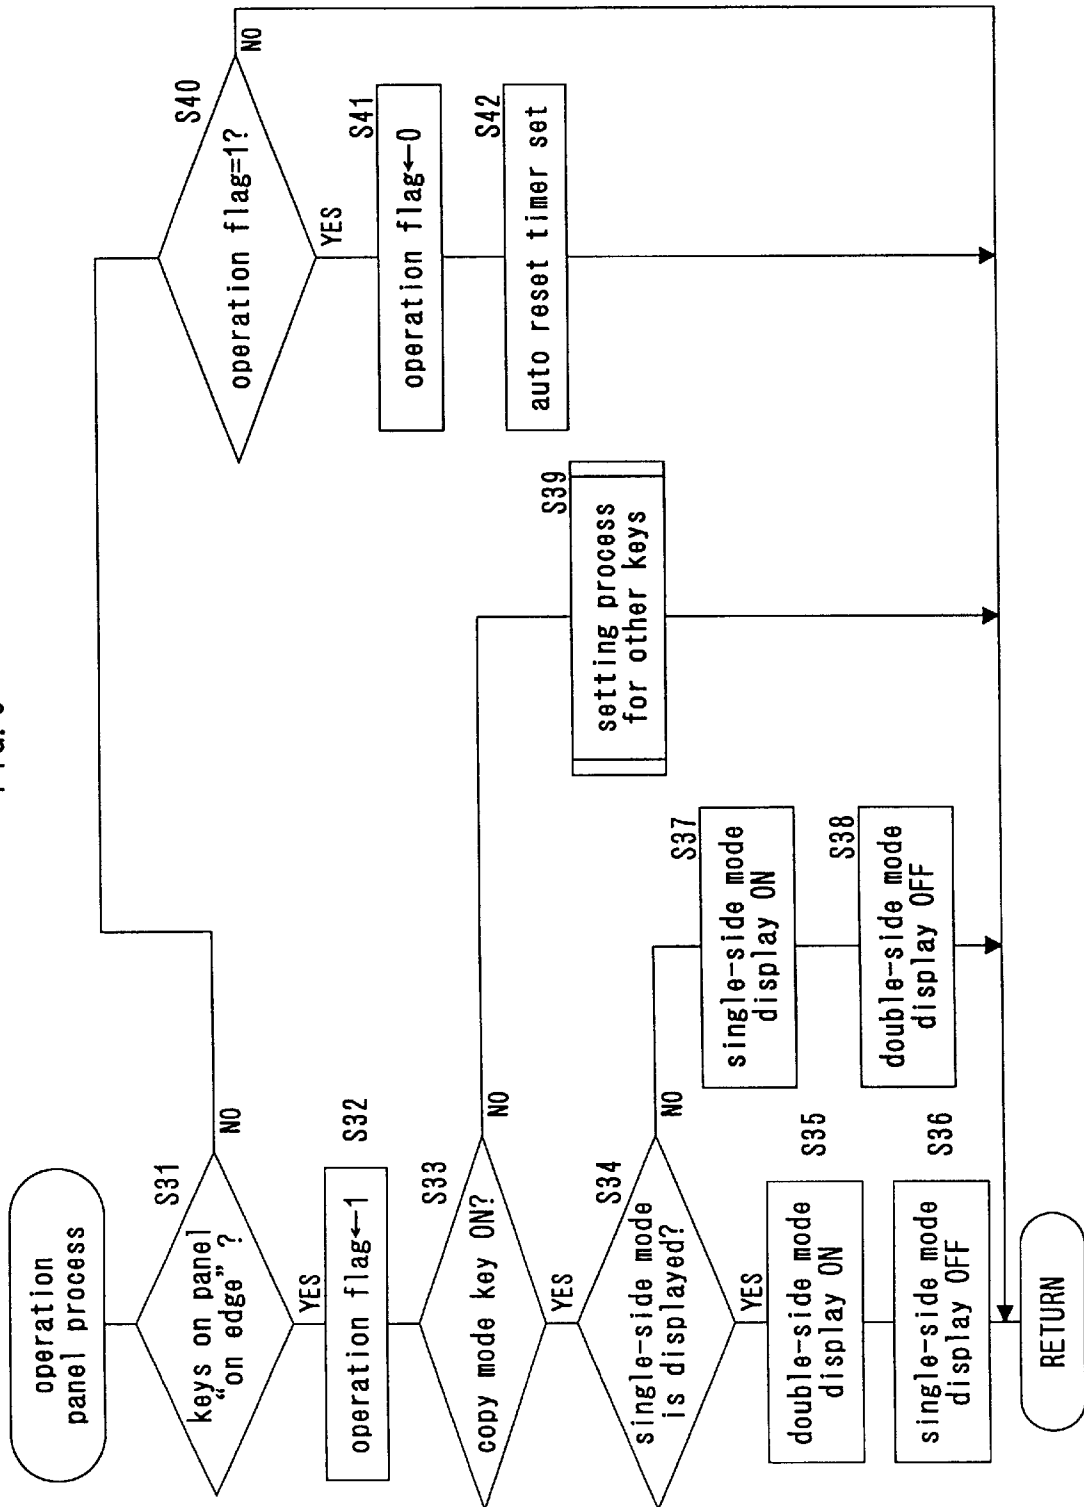 operation
panel process
S31
keys on panel
“on edge” ?
NO
YES
S32
operation flag←1
S33
copy mode key ON?
NO
YES
S34
single-side mode
is displayed?
NO
YES
S35
double-side mode
display ON
S36
single-side mode
display OFF
RETURN
S37
single-side mode
display ON
S38
double-side mode
display OFF
S39
setting process
for other keys
S40
operation flag=1?
NO
YES
S41
operation flag←0
S42
auto reset timer set